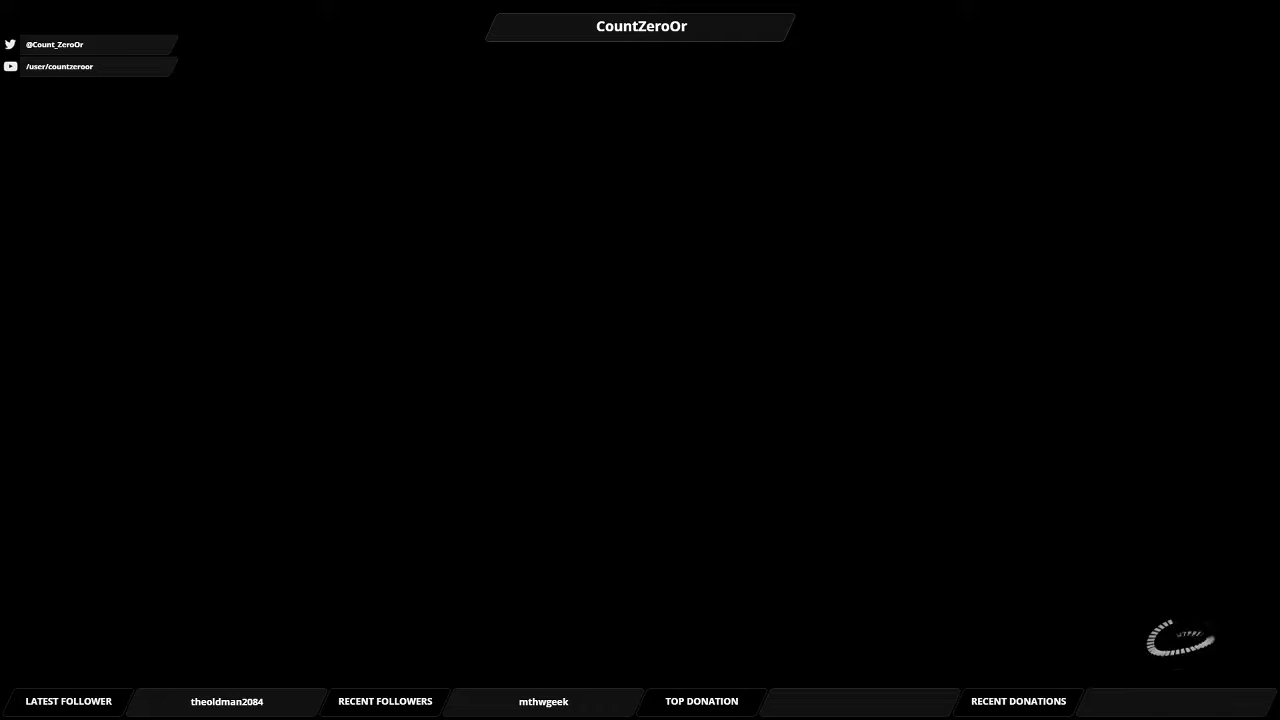 CountZeroOr
@Count_ZeroOr
/user/countzeroor
LATEST FOLLOWER theoldman2084 RECENT FOLLOWERS mthwgeek TOP DONATION RECENT DONATIONS